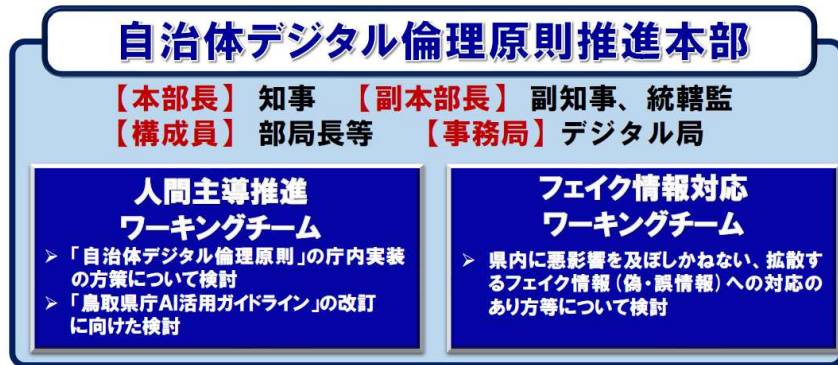 自治体デジタル倫理原則推進本部
【本部長】 知事 【副本部長】 副知事、統轄監
【構成員】 部局長等 【事務局】 デジタル局
人間主導推進
ワーキングチーム
➢ 「自治体デジタル倫理原則」の庁内実装
の方策について検討
➢ 「鳥取県庁AI活用ガイドライン」の改訂
に向けた検討
フェイク情報対応
ワーキングチーム
➢ 県内に悪影響を及ぼしかねない、拡散す
るフェイク情報(偽・誤情報)への対応の
あり方等について検討